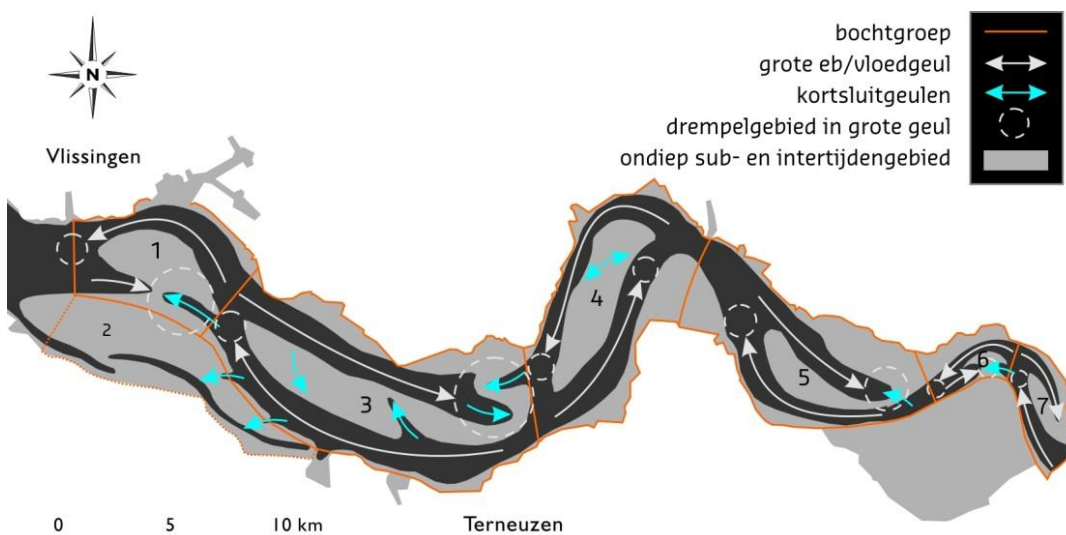 bochtgroep
grote eb/vloedgeul
kortsluitgeulen
drempelgebied in grote geul
ondiep sub- en intertijdengebied
N
Vlissingen
1
2
3
4
5
6
7
0 5 10 km
Terneuzen